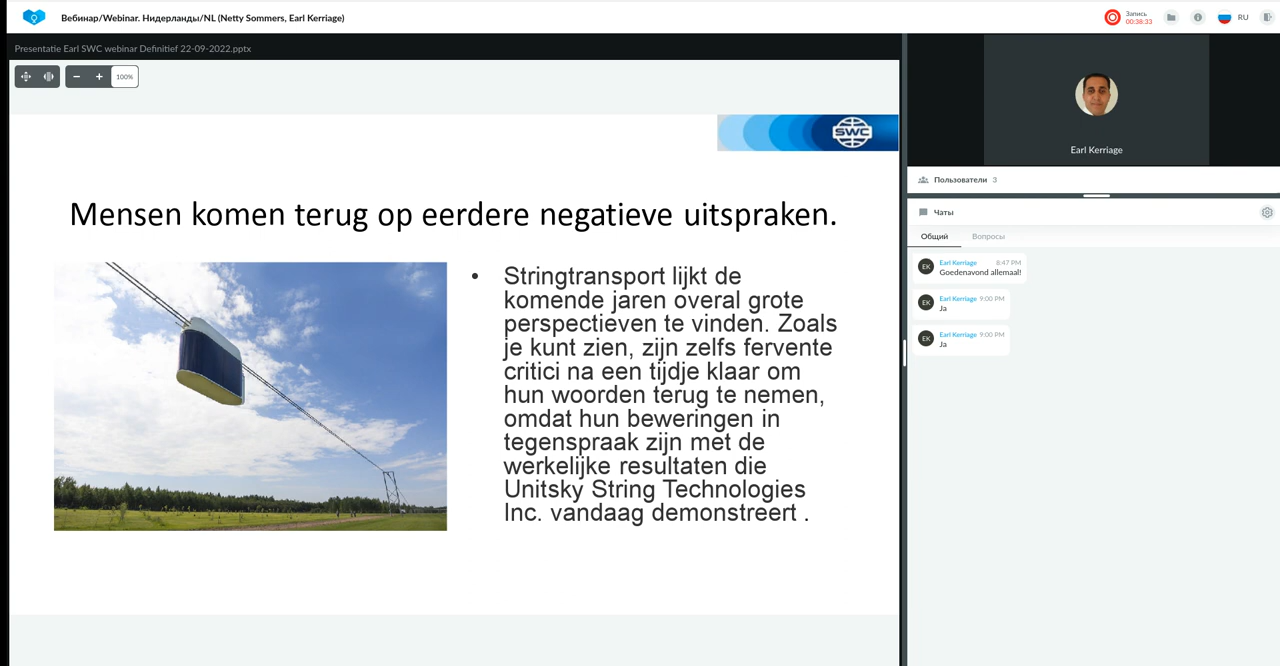 Вебинар/Webinar. Нидерланды/NL (Netty Sommers, Earl Kerriage)
Запись
00:38:33
RU
Presentatie Earl SWC webinar Definitief 22-09-2022.pptx
100%
SWC
Mensen komen terug op eerdere negatieve uitspraken.
• Stringtransport lijkt de
komende jaren overal grote
perspectieven te vinden. Zoals
je kunt zien, zijn zelfs fervente
critici na een tijdje klaar om
hun woorden terug te nemen,
omdat hun beweringen in
tegenspraak zijn met de
werkelijke resultaten die
Unitsky String Technologies
Inc. vandaag demonstreert .
Earl Kerriage
Пользователи 3
Чаты
Общий Вопросы
EK
Earl Kerriage 8:47 PM
Goedenavond allemaal!
EK
Earl Kerriage 9:00 PM
Ja
EK
Earl Kerriage 9:00 PM
Ja